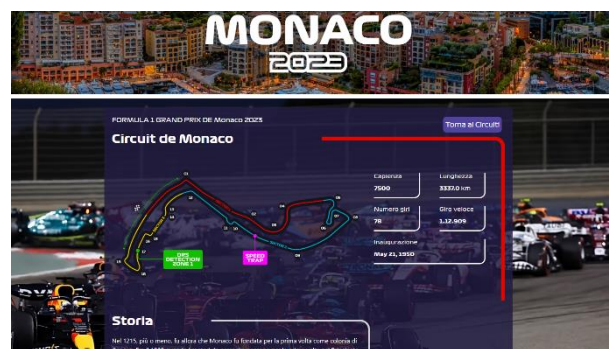 MONACO
2023
FORMULA 1 GRAND PRIX DE Monaco 2023
Torna ai Circuiti
Circuit de Monaco
Capienza
7500
Lunghezza
3337.0 km
Numero giri
78
Giro veloce
1.12.909
Inaugurazione
May 21, 1950
DRS
DETECTION
ZONE 1
SPEED
TRAP
Storia
Nel 1215, più o meno, fu allora che Monaco fu fondata per la prima volta come colonia di